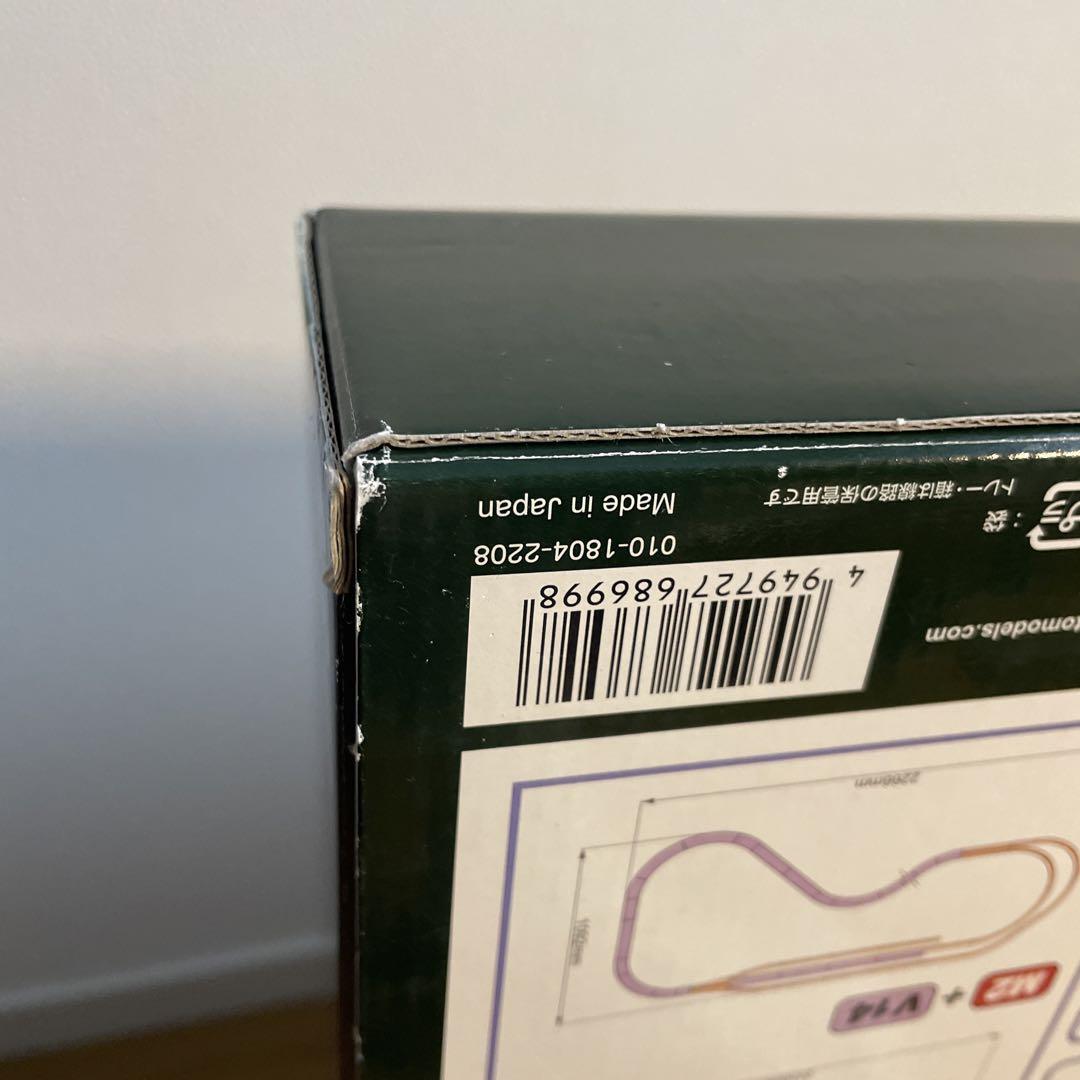 トレー・箱は線路の保管用です
Made in Japan
：袋
010-1804-2208
4 949727 686998
tomodels.com
2266mm
M2 + V14